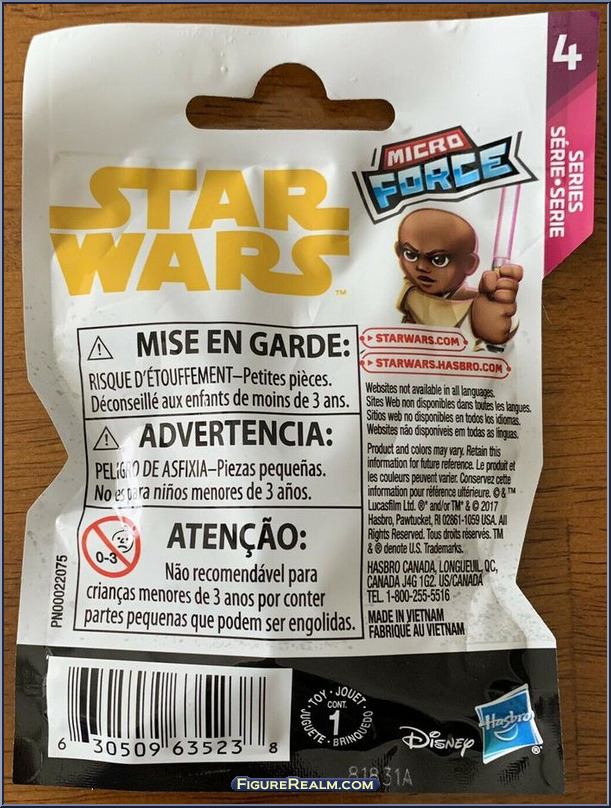 4
SERIES
SÉRIE•SERIE
MICRO
FORCE
STAR
WARS
™
MISE EN GARDE:
RISQUE D'ÉTOUFFEMENT–Petites pièces.
Déconseillé aux enfants de moins de 3 ans.
ADVERTENCIA:
PELIGRO DE ASFIXIA–Piezas pequeñas.
No es para niños menores de 3 años.
0-3
ATENÇÃO:
Não recomendável para
crianças menores de 3 anos por conter
partes pequenas que podem ser engolidas.
PN00022075
STARWARS.COM
STARWARS.HASBRO.COM
Websites not available in all languages.
Sites Web non disponibles dans toutes les langues.
Sitios web no disponibles en todos los idiomas.
Websites não disponíveis em todas as línguas.
Product and colors may vary. Retain this
information for future reference. Le produit et
les couleurs peuvent varier. Conservez cette
information pour référence ultérieure. © & ™
Lucasfilm Ltd. ®* and/or TM* & © 2017
Hasbro, Pawtucket, RI 02861-1059 USA. All
Rights Reserved. Tous droits réservés. TM
& ® denote U.S. Trademarks.
HASBRO CANADA, LONGUEUIL, QC,
CANADA J4G 1G2. US/CANADA
TEL. 1-800-255-5516
MADE IN VIETNAM
FABRIQUÉ AU VIETNAM
6 30509 63523 8
TOY • JOUET
CONT.
1
JUGUETE • BRINQUEDO
Disney
Hasbro
®
81831A
FigureRealm.com